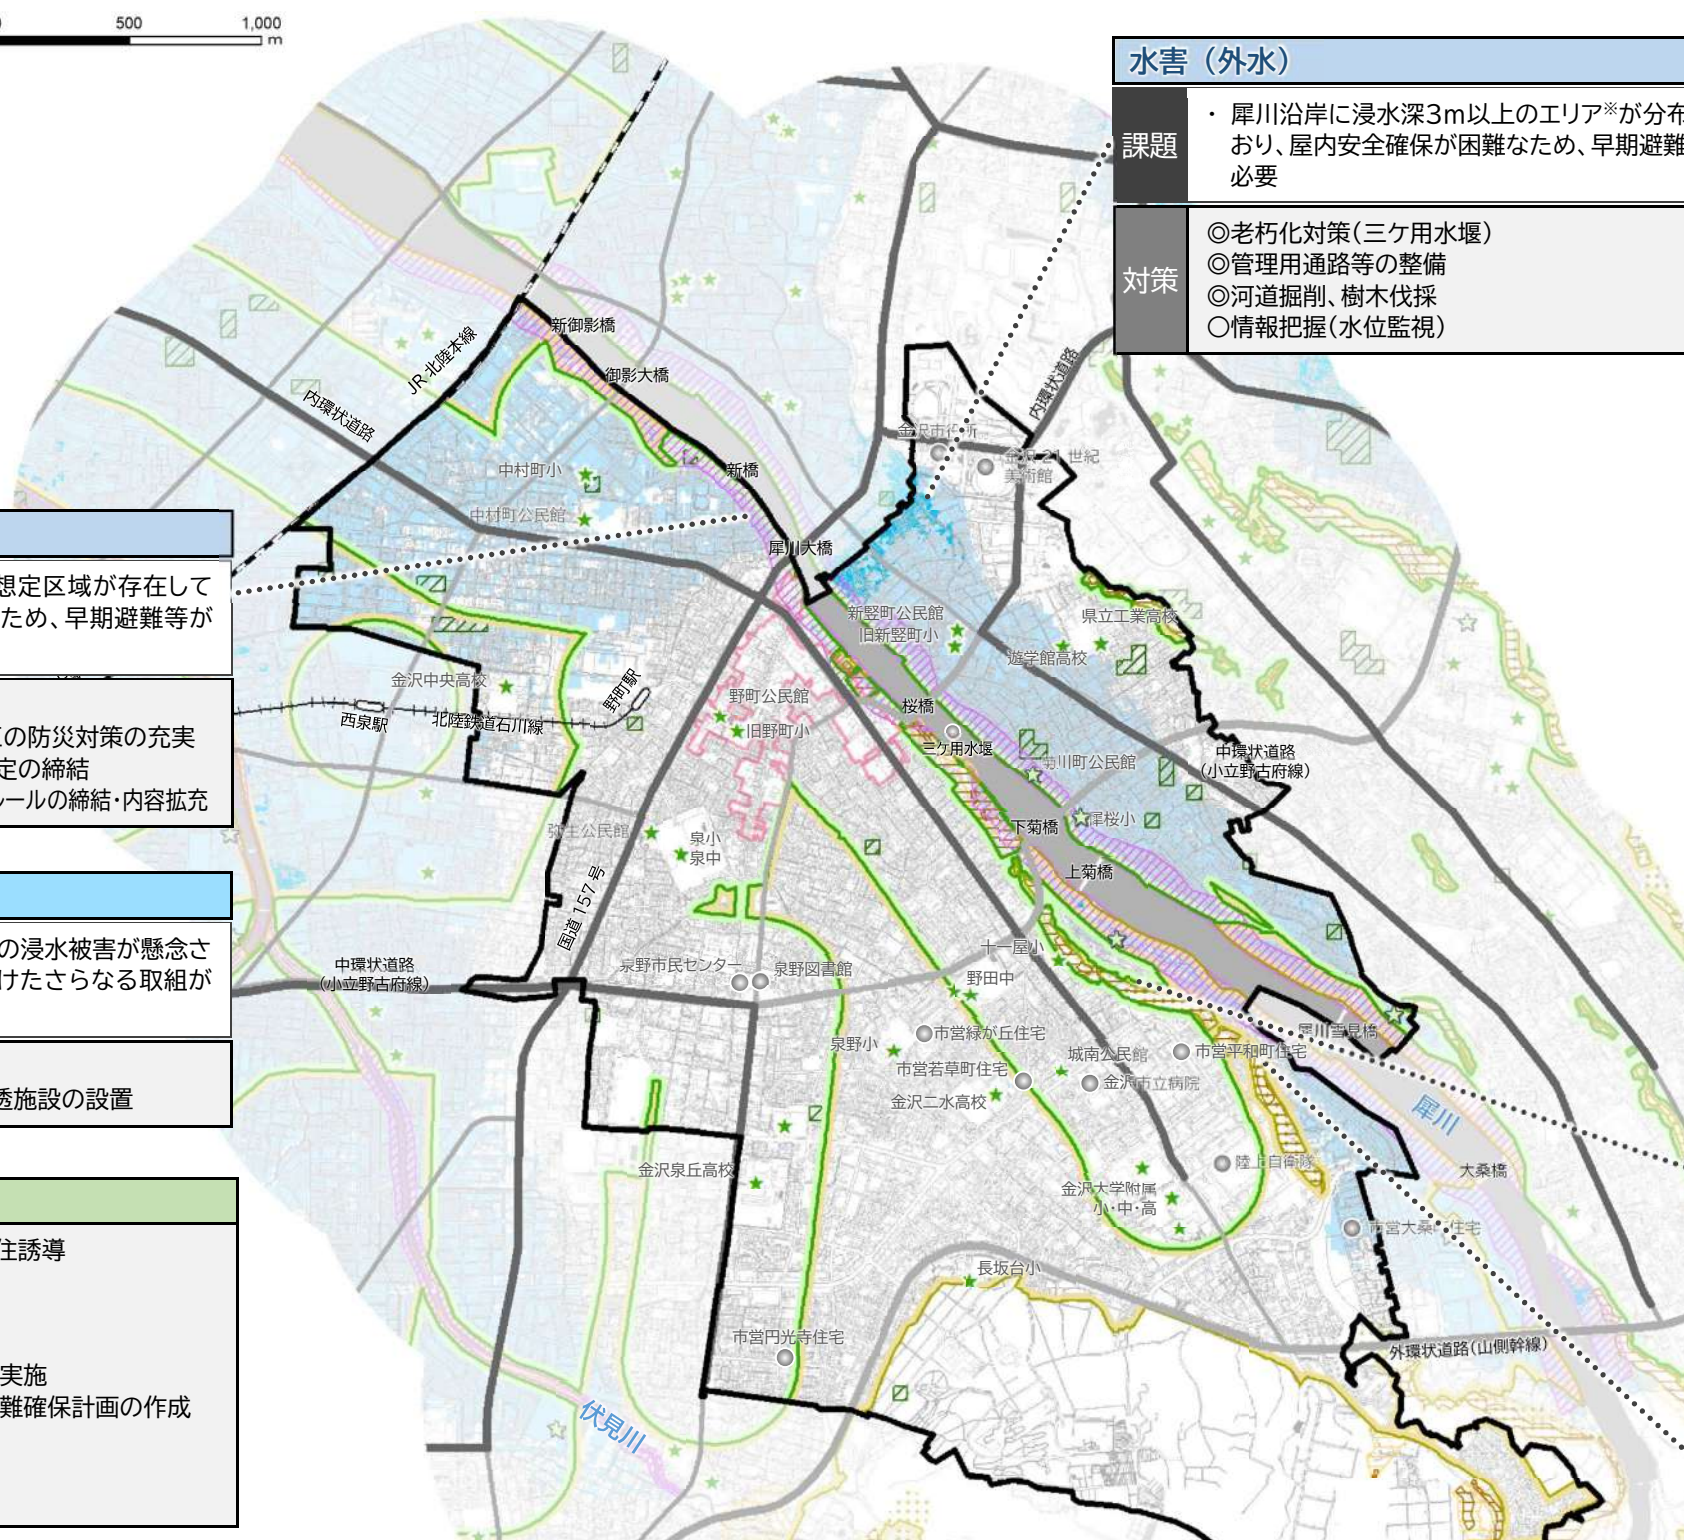 500
1,000
m
水害（外水）
課題
・ 犀川沿岸に浸水深3m以上のエリア※が分布
おり、屋内安全確保が困難なため、早期避難
必要
対策
◎老朽化対策(三ケ用水堰)
◎管理用通路等の整備
◎河道掘削、樹木伐採
○情報把握(水位監視)
新御影橋
JR 北陸本線
御影大橋
内環状道路
内環状道路
金沢市役所
金沢 21 世紀
美術館
中村町小
新橋
中村町公民館
犀川大橋
想定区域が存在して
ため、早期避難等が
新竪町公民館
旧新竪町小
県立工業高校
遊学館高校
金沢中央高校
野町駅
野町公民館
桜橋
西泉駅
北陸鉄道石川線
旧野町小
三ケ用水堰
菊川町公民館
中環状道路
(小立野古府線)
の防災対策の充実
定の締結
ルールの締結・内容拡充
弥生公民館
泉小
泉中
下菊橋
犀桜小
上菊橋
国道 157 号
の浸水被害が懸念さ
けたさらなる取組が
中環状道路
(小立野古府線)
泉野市民センター
泉野図書館
十一屋小
野田中
犀川雪見橋
泉野小
市営緑が丘住宅
城南公民館
市営平和町住宅
市営若草町住宅
金沢市立病院
金沢二水高校
透施設の設置
犀川
金沢泉丘高校
陸上自衛隊
大桑橋
金沢大学附属
小・中・高
市営大桑町住宅
住誘導
長坂台小
市営円光寺住宅
外環状道路(山側幹線)
実施
難確保計画の作成
伏見川